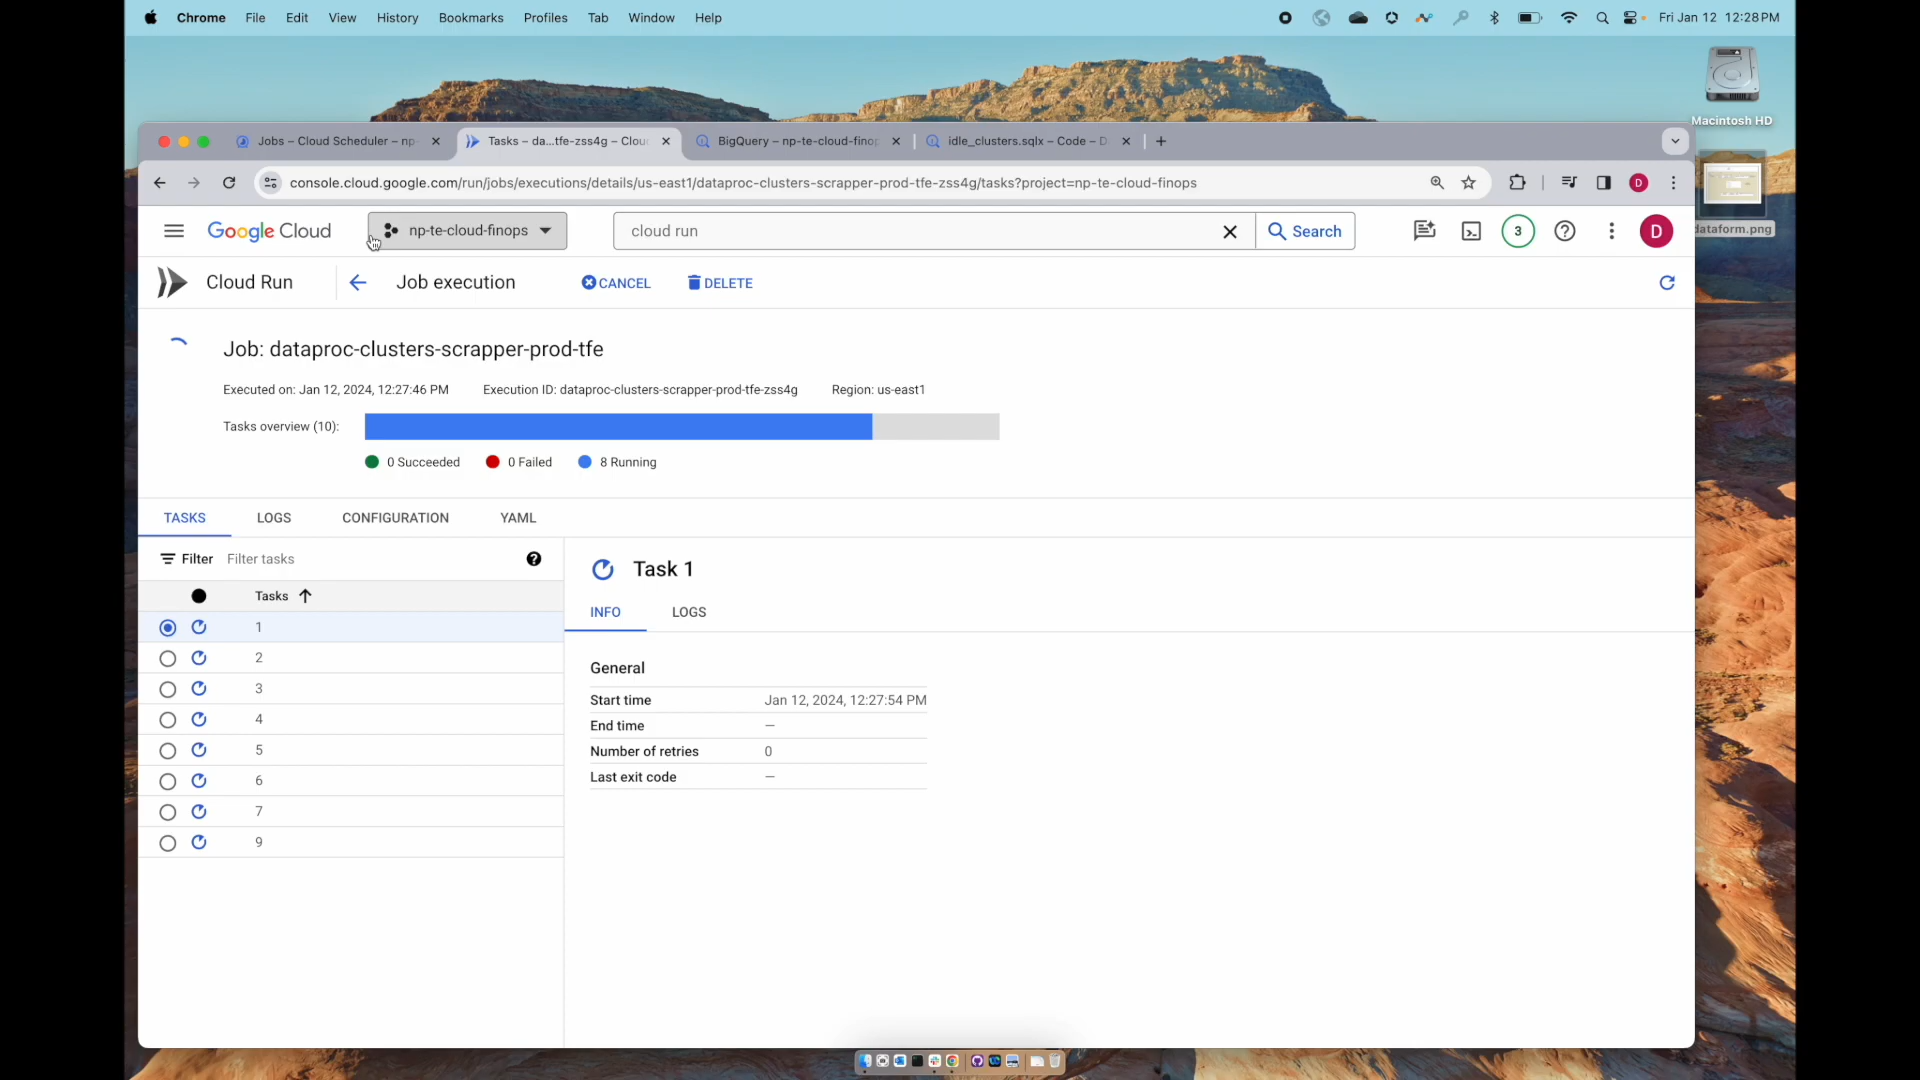 Chrome File Edit View History Bookmarks Profiles Tab Window Help Fri Jan 12 12:28 PM
Macintosh HD
Jobs – Cloud Scheduler – np- Tasks – da...tfe-zss4g – Clou BigQuery – np-te-cloud-finop idle_clusters.sqlx – Code – D
console.cloud.google.com/run/jobs/executions/details/us-east1/dataproc-clusters-scrapper-prod-tfe-zss4g/tasks?project=np-te-cloud-finops D
Google Cloud np-te-cloud-finops cloud run Search 3 D
dataform.png
Cloud Run Job execution CANCEL DELETE
Job: dataproc-clusters-scrapper-prod-tfe
Executed on: Jan 12, 2024, 12:27:46 PM Execution ID: dataproc-clusters-scrapper-prod-tfe-zss4g Region: us-east1
Tasks overview (10):
0 Succeeded 0 Failed 8 Running
TASKS LOGS CONFIGURATION YAML
Filter Filter tasks
Tasks
1
2
3
4
5
6
7
9
Task 1
INFO LOGS
General
Start time Jan 12, 2024, 12:27:54 PM
End time —
Number of retries 0
Last exit code —